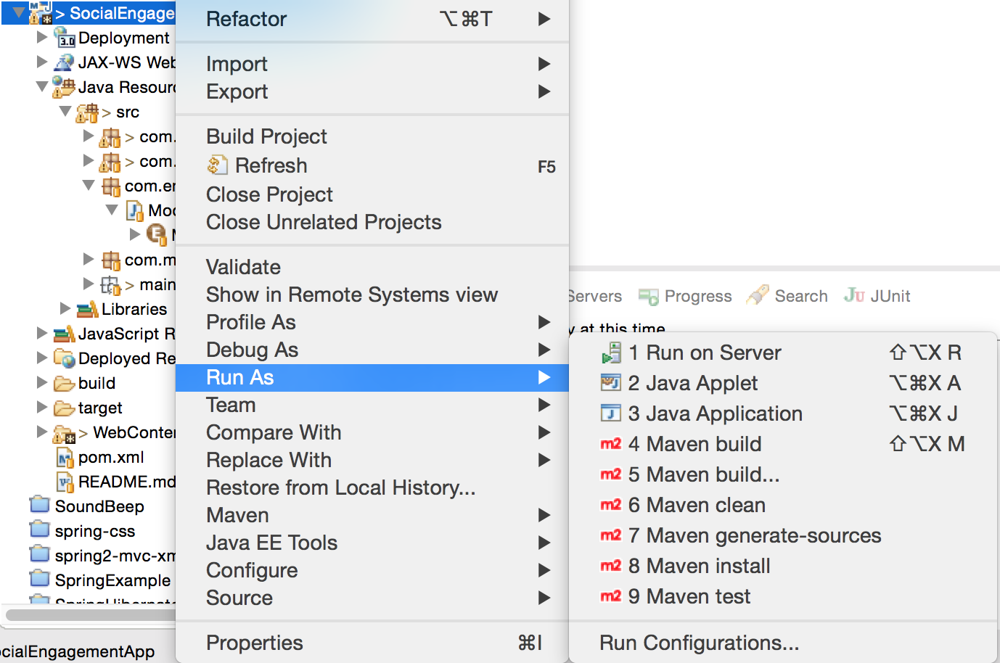 > SocialEngage
Deployment
JAX-WS Web
Java Resour
> src
> com.
> com.
com.er
Mod
com.m
> main
Libraries
JavaScript R
Deployed Re
build
target
> WebConter
pom.xml
README.md
SoundBeep
spring-css
spring2-mvc-xm
SpringExample
SpringHibernate
ocialEngagementApp
Refactor ⌥⌘T
Import
Export
Build Project
Refresh F5
Close Project
Close Unrelated Projects
Validate
Show in Remote Systems view
Profile As
Debug As
Run As
Team
Compare With
Replace With
Restore from Local History...
Maven
Java EE Tools
Configure
Source
Properties ⌘I
Servers Progress Search JUnit
y at this time.
1 Run on Server ⇧⌥X R
2 Java Applet ⌥⌘X A
3 Java Application ⌥⌘X J
m2 4 Maven build ⇧⌥X M
m2 5 Maven build...
m2 6 Maven clean
m2 7 Maven generate-sources
m2 8 Maven install
m2 9 Maven test
Run Configurations...